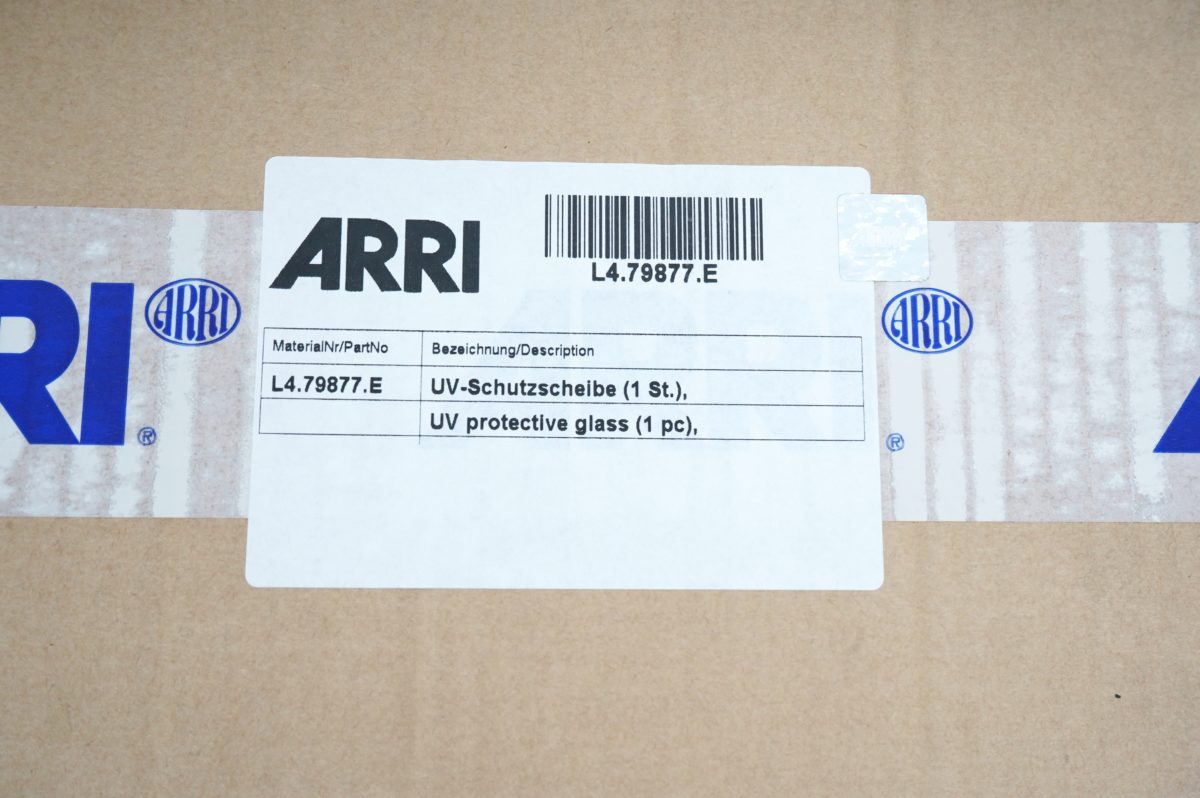 ARRI
L4.79877.E
MaterialNr/PartNo Bezeichnung/Description
L4.79877.E UV-Schutzscheibe (1 St.),
UV protective glass (1 pc),
RI ® ARRI
ARRI ® A